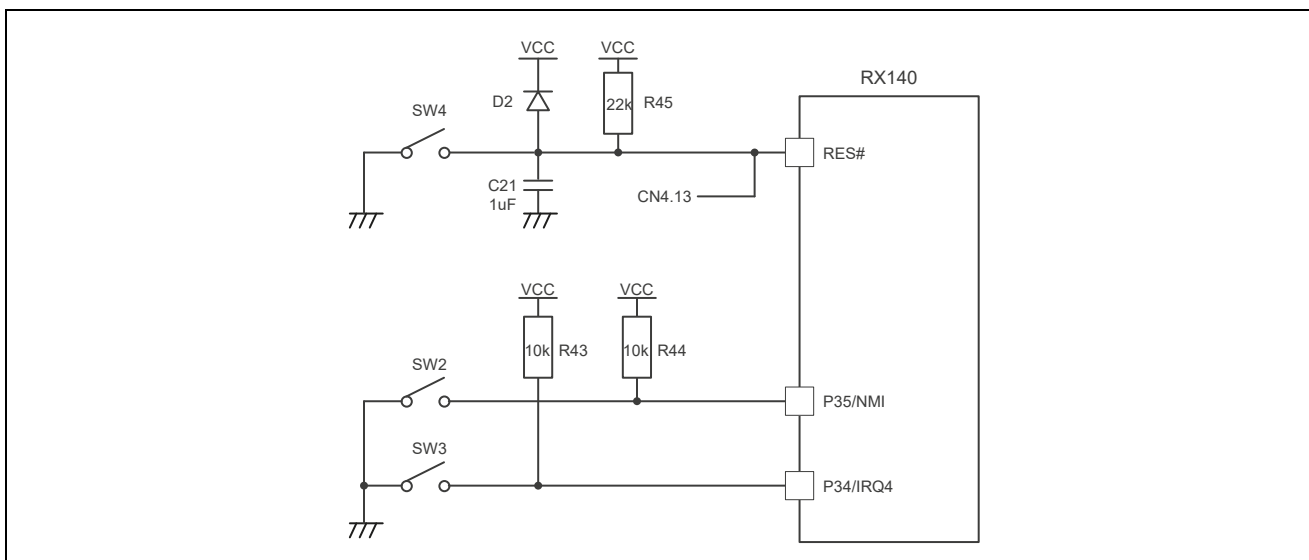 VCC
VCC
RX140
D2
22k
R45
SW4
RES#
C21
1uF
CN4.13
VCC
VCC
10k
R43
10k
R44
SW2
P35/NMI
SW3
P34/IRQ4